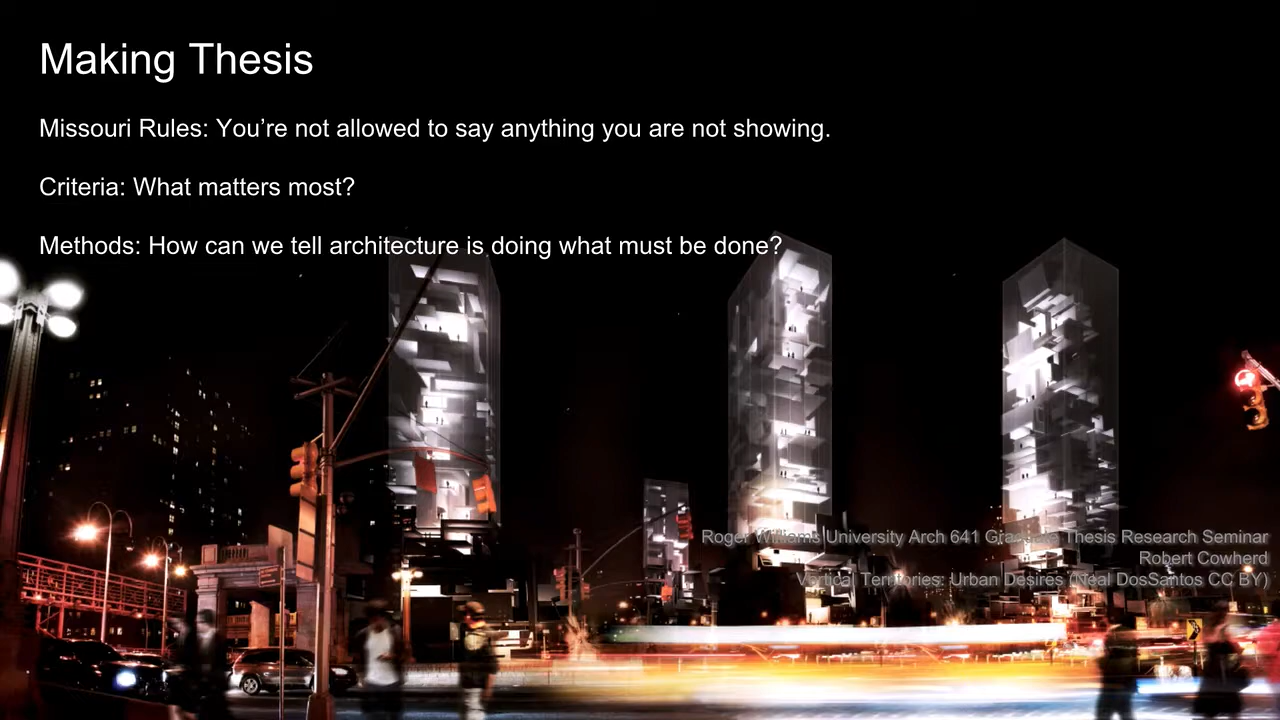 Making Thesis
Missouri Rules: You’re not allowed to say anything you are not showing.
Criteria: What matters most?
Methods: How can we tell architecture is doing what must be done?
Roger Williams University Arch 641 Graduate Thesis Research Seminar
Robert Cowherd
Vertical Territories: Urban Desires (Neal DosSantos CC BY)